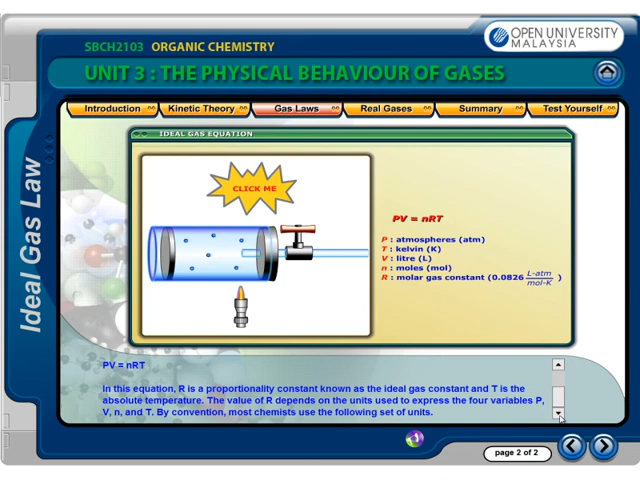 OPEN UNIVERSITY
MALAYSIA
SBCH2103 ORGANIC CHEMISTRY
UNIT 3 : THE PHYSICAL BEHAVIOUR OF GASES
Introduction Kinetic Theory Gas Laws Real Gases Summary Test Yourself
Ideal Gas Law
IDEAL GAS EQUATION
CLICK ME
PV = nRT
P : atmospheres (atm)
T : kelvin (K)
V : litre (L)
n : moles (mol)
R : molar gas constant (0.0826 L-atm / mol-K )
PV = nRT
In this equation, R is a proportionality constant known as the ideal gas constant and T is the
absolute temperature. The value of R depends on the units used to express the four variables P,
V, n, and T. By convention, most chemists use the following set of units.
page 2 of 2